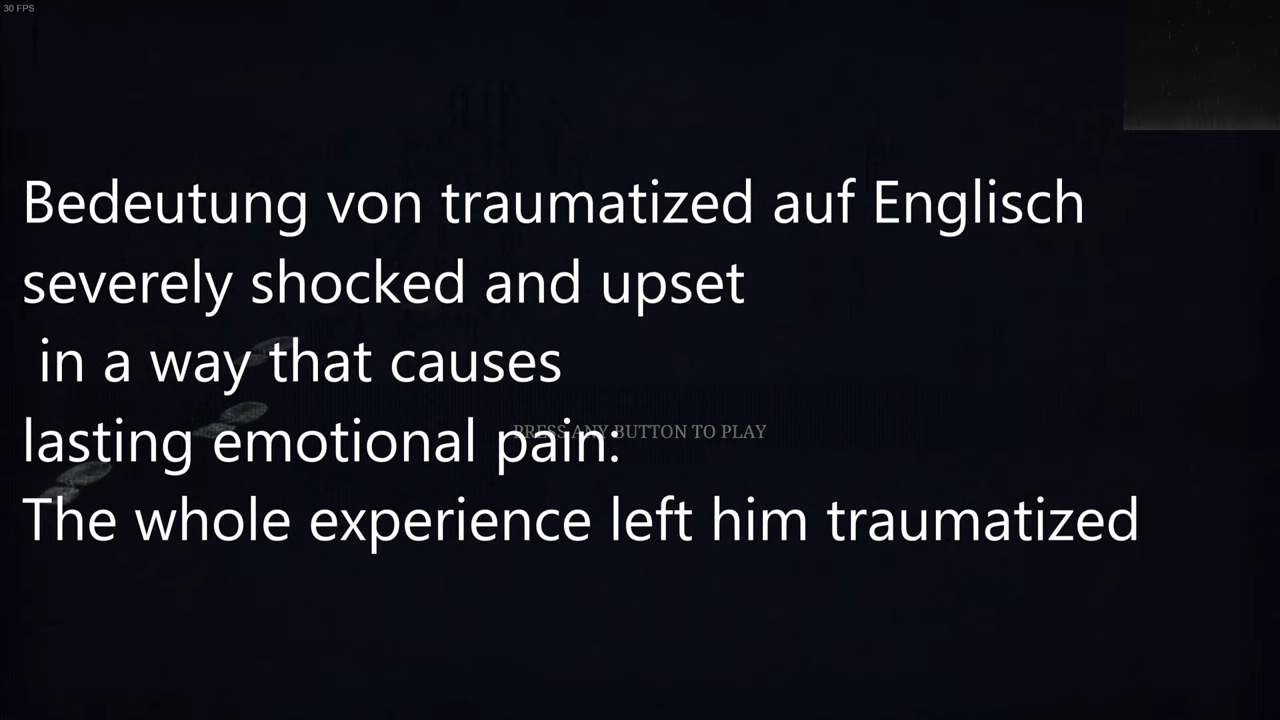 30 FPS
Bedeutung von traumatized auf Englisch
severely shocked and upset
in a way that causes
lasting emotional pain:
PRESS ANY BUTTON TO PLAY
The whole experience left him traumatized